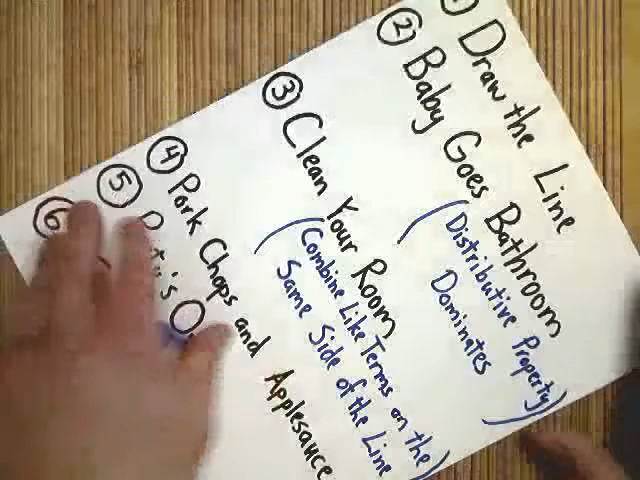 ① Draw the Line
② Baby Goes Bathroom
(Distributive Property)
Dominates
③ Clean Your Room
(Combine Like Terms on the
Same Side of the Line)
④ Pork Chops and Applesauce
⑤
⑥